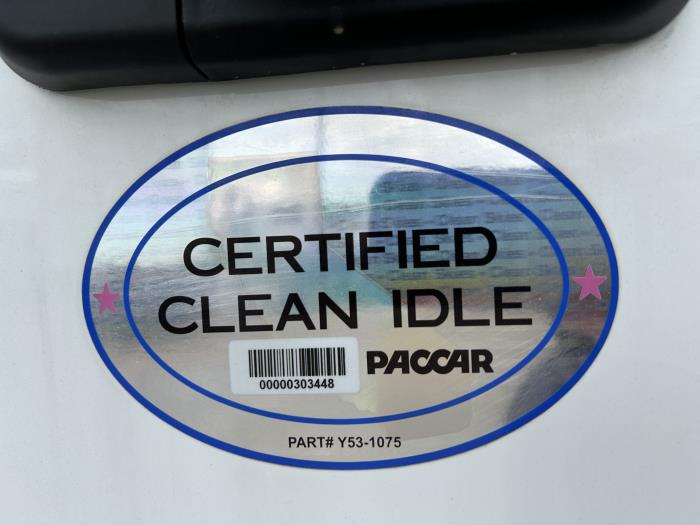 CERTIFIED
CLEAN IDLE
PACCAR
00000303448
PART# Y53-1075